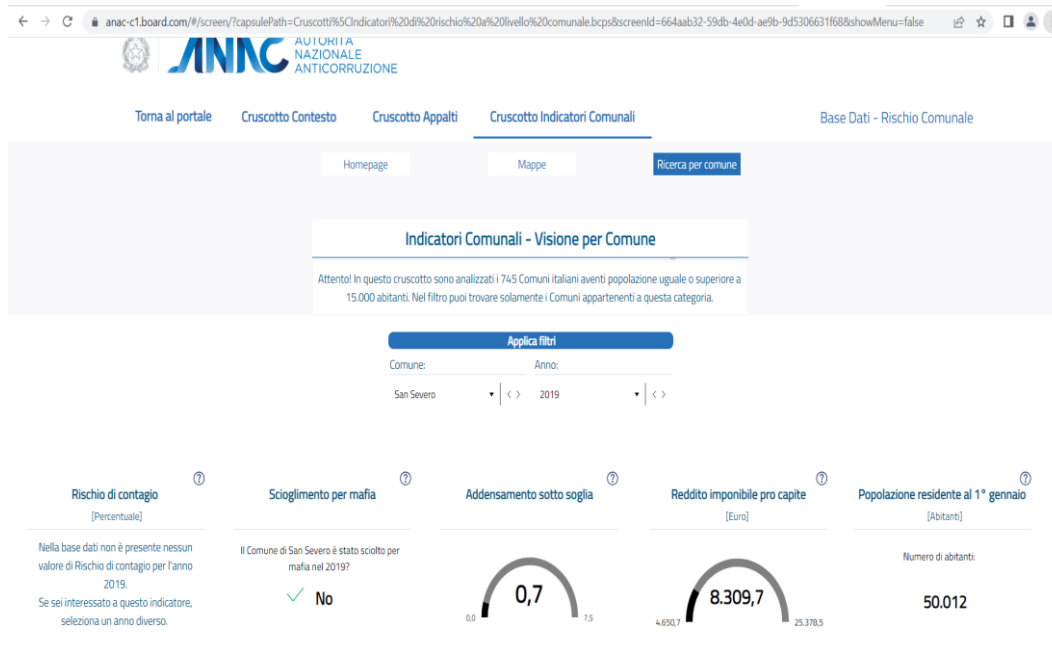 anac-c1.board.com/#/screen/?capsulePath=Cruscotti%5CIndicatori%20di%20rischio%20a%20livello%20comunale.bcps&screenId=664aab32-59db-4e0d-ae9b-9d5306631f68&showMenu=false
ANAC
AUTORITÀ
NAZIONALE
ANTICORRUZIONE
Torna al portale Cruscotto Contesto Cruscotto Appalti Cruscotto Indicatori Comunali Base Dati - Rischio Comunale
Homepage Mappe Ricerca per comune
Indicatori Comunali - Visione per Comune
Attento! In questo cruscotto sono analizzati i 745 Comuni italiani aventi popolazione uguale o superiore a
15.000 abitanti. Nel filtro puoi trovare solamente i Comuni appartenenti a questa categoria.
Applica filtri
Comune: Anno:
San Severo 2019
Rischio di contagio
[Percentuale]
Nella base dati non è presente nessun
valore di Rischio di contagio per l'anno
2019.
Se sei interessato a questo indicatore,
seleziona un anno diverso.
Scioglimento per mafia
Il Comune di San Severo è stato sciolto per
mafia nel 2019?
No
Addensamento sotto soglia
0,7
0,0 7,5
Reddito imponibile pro capite
[Euro]
8.309,7
4.650,7 25.378,5
Popolazione residente al 1° gennaio
[Abitanti]
Numero di abitanti:
50.012